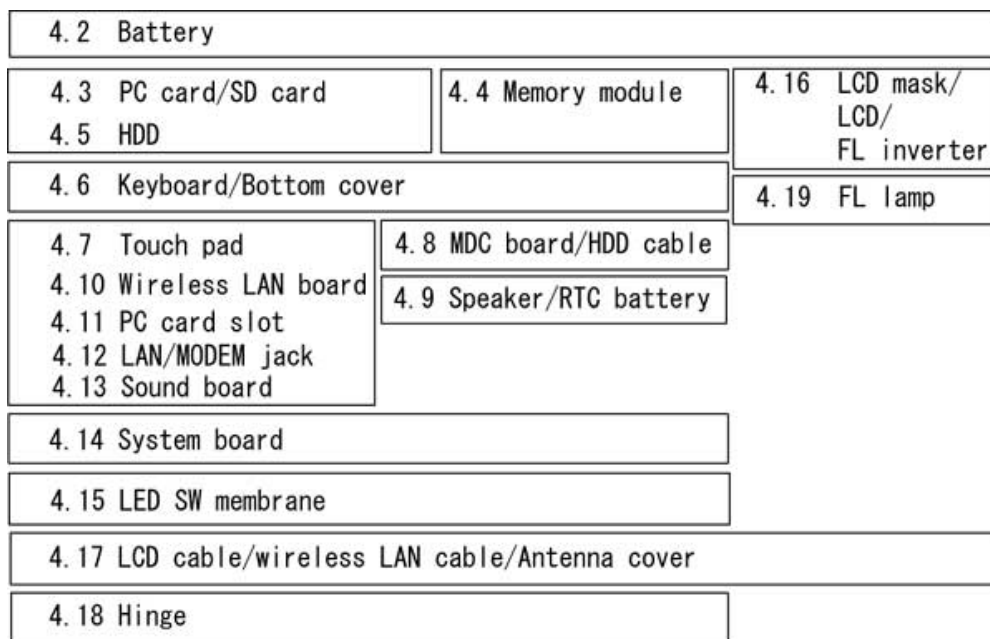 4.2 Battery
4.3 PC card/SD card
4.5 HDD
4.4 Memory module
4.16 LCD mask/
LCD/
FL inverter
4.6 Keyboard/Bottom cover
4.19 FL lamp
4.7 Touch pad
4.10 Wireless LAN board
4.11 PC card slot
4.12 LAN/MODEM jack
4.13 Sound board
4.8 MDC board/HDD cable
4.9 Speaker/RTC battery
4.14 System board
4.15 LED SW membrane
4.17 LCD cable/wireless LAN cable/Antenna cover
4.18 Hinge